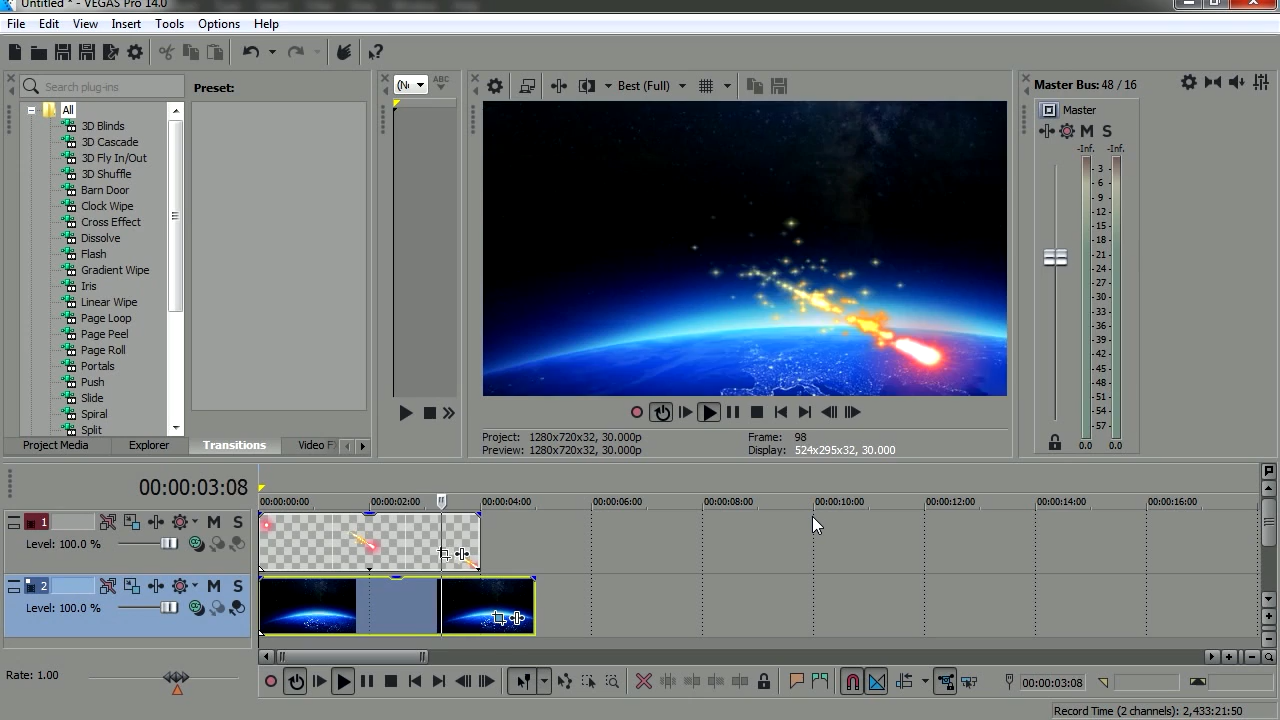 Untitled * - VEGAS Pro 14.0
File Edit View Insert Tools Options Help
Search plug-ins
Preset:
ABC
Best (Full)
Master Bus: 48 / 16
All
3D Blinds
3D Cascade
3D Fly In/Out
3D Shuffle
Barn Door
Clock Wipe
Cross Effect
Dissolve
Flash
Gradient Wipe
Iris
Linear Wipe
Page Loop
Page Peel
Page Roll
Portals
Push
Slide
Spiral
Split
Master
M S
-Inf. -Inf.
3
6
9
12
15
18
21
24
27
30
33
36
39
42
45
48
51
54
57
0.0 0.0
Project Media Explorer Transitions Video F
Project: 1280x720x32, 30.000p
Preview: 1280x720x32, 30.000p
Frame: 98
Display: 524x295x32, 30.000
00:00:03:08
00:00:00:00 00:00:02:00 00:00:04:00 00:00:06:00 00:00:08:00 00:00:10:00 00:00:12:00 00:00:14:00 00:00:16:00
1 M S
Level: 100.0 %
2 M S
Level: 100.0 %
Rate: 1.00
00:00:03:08
Record Time (2 channels): 2,433:21:50